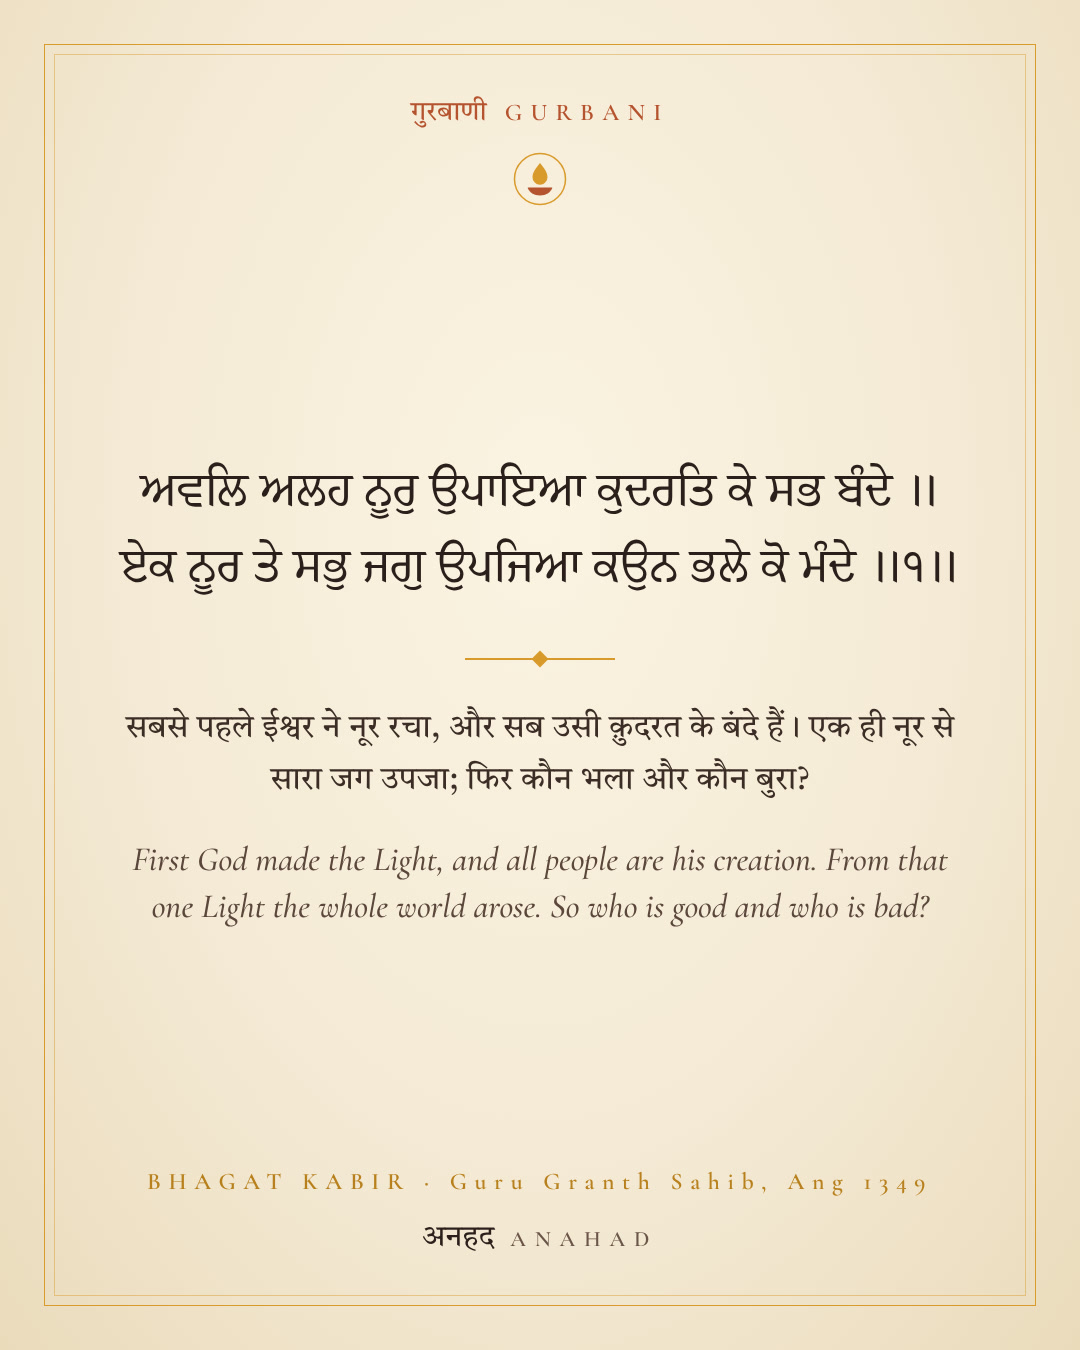 गुरबाणी GURBANI
ਅਵਲਿ ਅਲਹ ਨੂਰੁ ਉਪਾਇਆ ਕੁਦਰਤਿ ਕੇ ਸਭ ਬੰਦੇ ॥
ਏਕ ਨੂਰ ਤੇ ਸਭੁ ਜਗੁ ਉਪਜਿਆ ਕਉਨ ਭਲੇ ਕੋ ਮੰਦੇ ॥੧॥
सबसे पहले ईश्वर ने नूर रचा, और सब उसी क़ुदरत के बंदे हैं। एक ही नूर से
सारा जग उपजा; फिर कौन भला और कौन बुरा?
First God made the Light, and all people are his creation. From that
one Light the whole world arose. So who is good and who is bad?
BHAGAT KABIR · Guru Granth Sahib, Ang 1349
अनहद ANAHAD